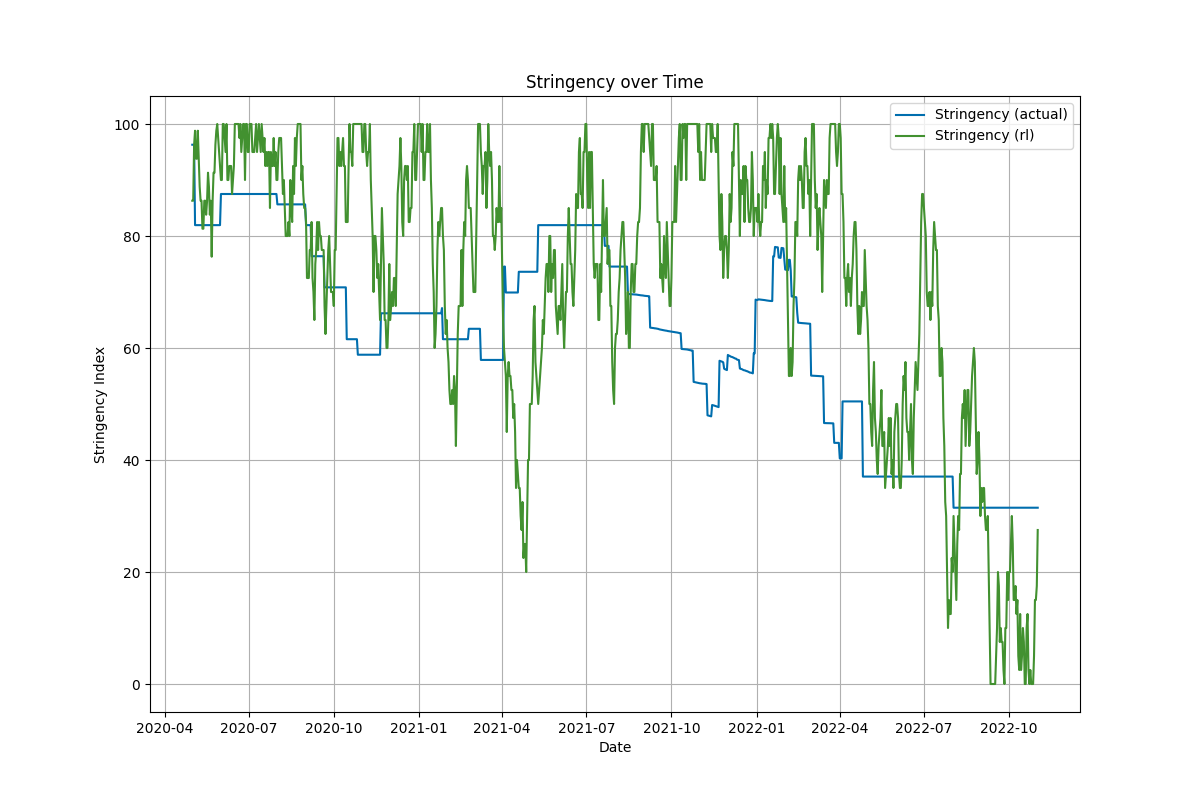 Stringency over Time
Stringency (actual)
Stringency (rl)
Stringency Index
100
80
60
40
20
0
2020-04 2020-07 2020-10 2021-01 2021-04 2021-07 2021-10 2022-01 2022-04 2022-07 2022-10
Date